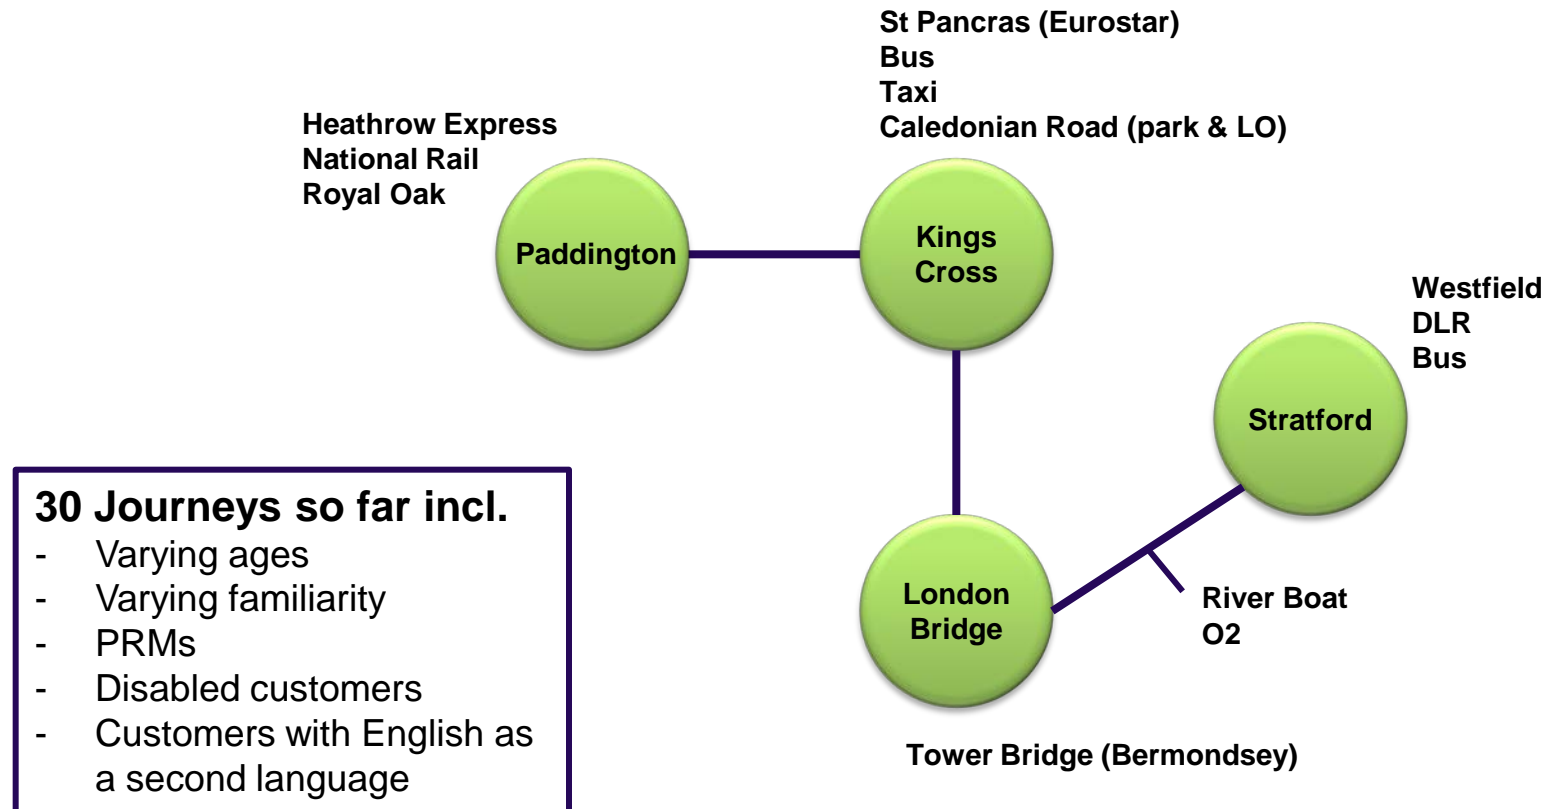 St Pancras (Eurostar)
Bus
Taxi
Caledonian Road (park & LO)
Heathrow Express
National Rail
Royal Oak
Paddington
Kings
Cross
Westfield
DLR
Bus
Stratford
30 Journeys so far incl.
- Varying ages
- Varying familiarity
- PRMs
- Disabled customers
- Customers with English as
a second language
London
Bridge
River Boat
O2
Tower Bridge (Bermondsey)